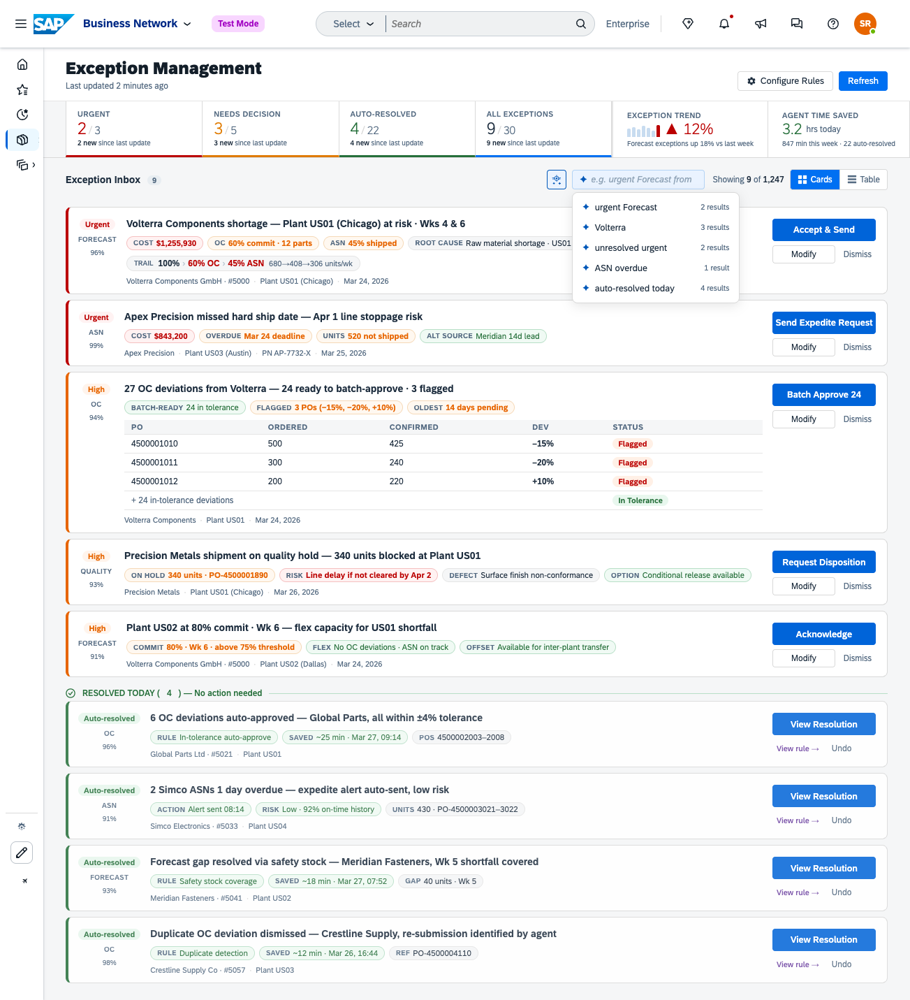 SAP Business Network Test Mode Select Search Enterprise SR
Exception Management
Last updated 2 minutes ago
Configure Rules Refresh
URGENT NEEDS DECISION AUTO-RESOLVED ALL EXCEPTIONS EXCEPTION TREND AGENT TIME SAVED
2 / 3 3 / 5 4 / 22 9 / 30 ▲ 12% 3.2 hrs today
2 new since last update 3 new since last update 4 new since last update 9 new since last update Forecast exceptions up 18% vs last week 847 min this week · 22 auto-resolved
Exception Inbox 9 e.g. urgent Forecast from Showing 9 of 1,247 Cards Table
urgent Forecast 2 results
Volterra 3 results
unresolved urgent 2 results
ASN overdue 1 result
auto-resolved today 4 results
Urgent
FORECAST
96%
Volterra Components shortage — Plant US01 (Chicago) at risk · Wks 4 & 6
COST $1,255,930 OC 60% commit · 12 parts ASN 45% shipped ROOT CAUSE Raw material shortage · US01
TRAIL 100% › 60% OC › 45% ASN 680→408→306 units/wk
Volterra Components GmbH · #5000 · Plant US01 (Chicago) · Mar 24, 2026
Accept & Send
Modify Dismiss
Urgent
ASN
99%
Apex Precision missed hard ship date — Apr 1 line stoppage risk
COST $843,200 OVERDUE Mar 24 deadline UNITS 520 not shipped ALT SOURCE Meridian 14d lead
Apex Precision · Plant US03 (Austin) · PN AP-7732-X · Mar 25, 2026
Send Expedite Request
Modify Dismiss
High
OC
94%
27 OC deviations from Volterra — 24 ready to batch-approve · 3 flagged
BATCH-READY 24 in tolerance FLAGGED 3 POs (−15%, −20%, +10%) OLDEST 14 days pending
PO ORDERED CONFIRMED DEV STATUS
4500001010 500 425 −15% Flagged
4500001011 300 240 −20% Flagged
4500001012 200 220 +10% Flagged
+ 24 in-tolerance deviations In Tolerance
Volterra Components · Plant US01 · Mar 24, 2026
Batch Approve 24
Modify Dismiss
High
QUALITY
93%
Precision Metals shipment on quality hold — 340 units blocked at Plant US01
ON HOLD 340 units · PO-4500001890 RISK Line delay if not cleared by Apr 2 DEFECT Surface finish non-conformance OPTION Conditional release available
Precision Metals · Plant US01 (Chicago) · Mar 26, 2026
Request Disposition
Modify Dismiss
High
FORECAST
91%
Plant US02 at 80% commit · Wk 6 — flex capacity for US01 shortfall
COMMIT 80% · Wk 6 · above 75% threshold FLEX No OC deviations · ASN on track OFFSET Available for inter-plant transfer
Volterra Components GmbH · #5000 · Plant US02 (Dallas) · Mar 24, 2026
Acknowledge
Modify Dismiss
RESOLVED TODAY ( 4 ) — No action needed
Auto-resolved
OC
96%
6 OC deviations auto-approved — Global Parts, all within ±4% tolerance
RULE In-tolerance auto-approve SAVED ~25 min · Mar 27, 09:14 POS 4500002003–2008
Global Parts Ltd · #5021 · Plant US01
View Resolution
View rule → Undo
Auto-resolved
ASN
91%
2 Simco ASNs 1 day overdue — expedite alert auto-sent, low risk
ACTION Alert sent 08:14 RISK Low · 92% on-time history UNITS 430 · PO-4500003021–3022
Simco Electronics · #5033 · Plant US04
View Resolution
View rule → Undo
Auto-resolved
FORECAST
93%
Forecast gap resolved via safety stock — Meridian Fasteners, Wk 5 shortfall covered
RULE Safety stock coverage SAVED ~18 min · Mar 27, 07:52 GAP 40 units · Wk 5
Meridian Fasteners · #5041 · Plant US02
View Resolution
View rule → Undo
Auto-resolved
OC
98%
Duplicate OC deviation dismissed — Crestline Supply, re-submission identified by agent
RULE Duplicate detection SAVED ~12 min · Mar 26, 16:44 REF PO-4500004110
Crestline Supply Co · #5057 · Plant US03
View Resolution
View rule → Undo